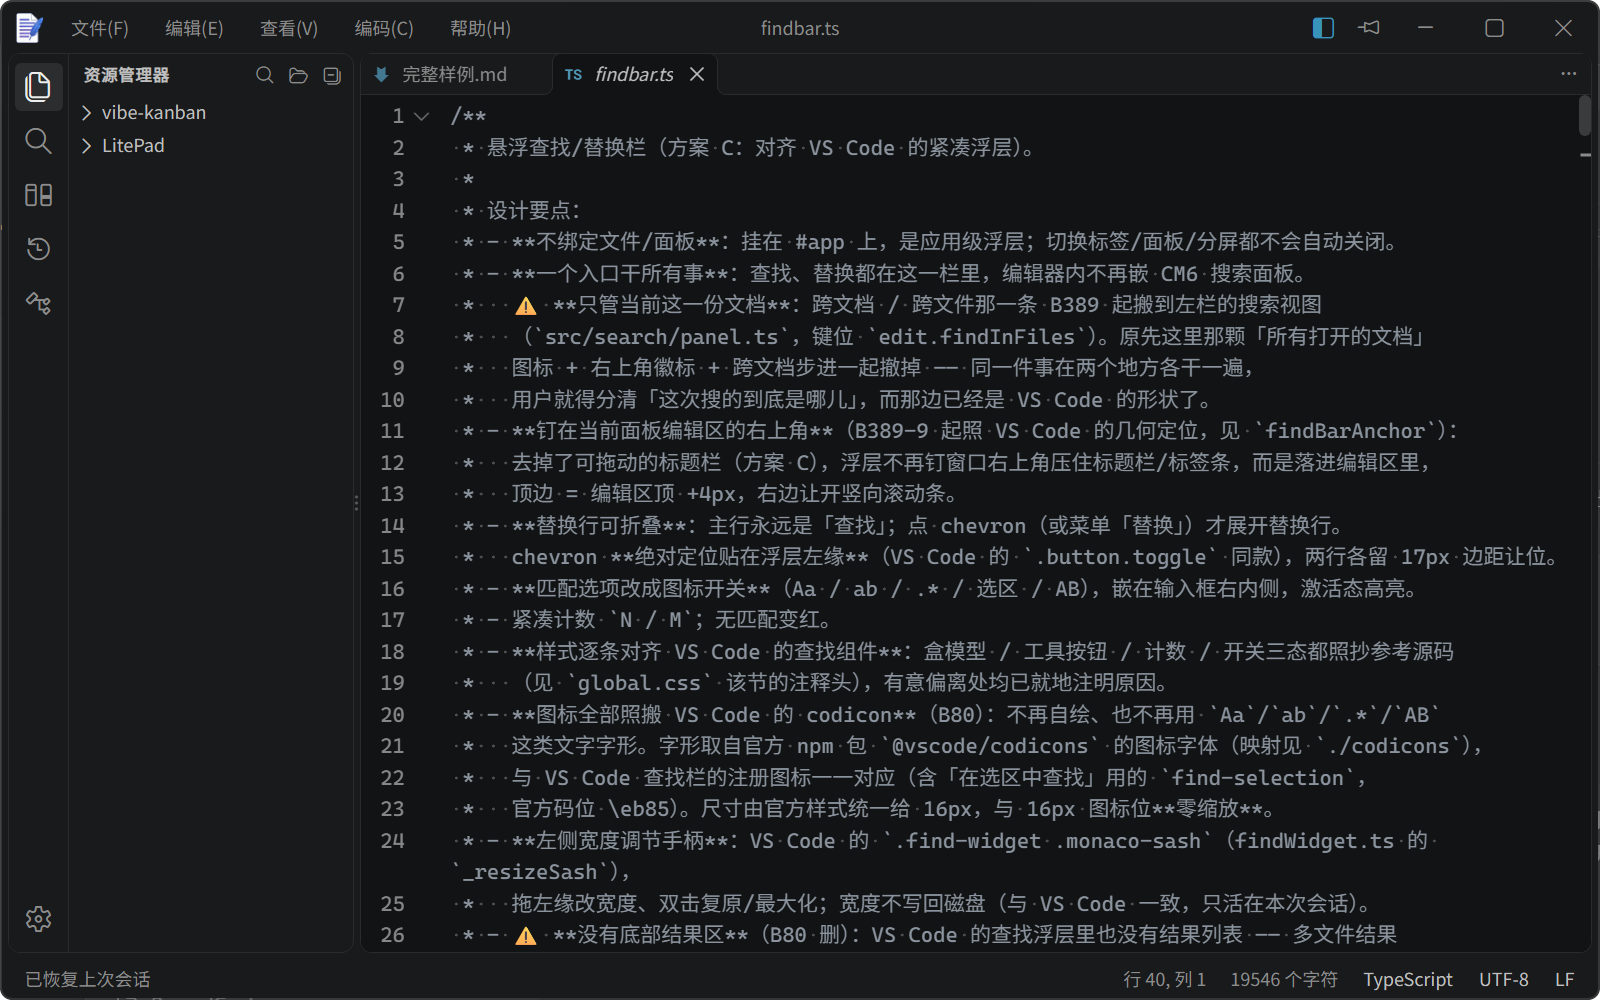 文件(F) 编辑(E) 查看(V) 编码(C) 帮助(H) findbar.ts
资源管理器
vibe-kanban
LitePad
完整样例.md TS findbar.ts
1 /**
2 * 悬浮查找/替换栏（方案 C：对齐 VS Code 的紧凑浮层）。
3 *
4 * 设计要点：
5 * - **不绑定文件/面板**：挂在 #app 上，是应用级浮层；切换标签/面板/分屏都不会自动关闭。
6 * - **一个入口干所有事**：查找、替换都在这一栏里，编辑器内不再嵌 CM6 搜索面板。
7 * ⚠️ **只管当前这一份文档**：跨文档 / 跨文件那一条 B389 起搬到左栏的搜索视图
8 * （`src/search/panel.ts`，键位 `edit.findInFiles`）。原先这里那颗「所有打开的文档」
9 * 图标 + 右上角徽标 + 跨文档步进一起撤掉 —— 同一件事在两个地方各干一遍，
10 * 用户就得分清「这次搜的到底是哪儿」，而那边已经是 VS Code 的形状了。
11 * - **钉在当前面板编辑区的右上角**（B389-9 起照 VS Code 的几何定位，见 `findBarAnchor`）：
12 * 去掉了可拖动的标题栏（方案 C），浮层不再钉窗口右上角压住标题栏/标签条，而是落进编辑区里，
13 * 顶边 = 编辑区顶 +4px，右边让开竖向滚动条。
14 * - **替换行可折叠**：主行永远是「查找」；点 chevron（或菜单「替换」）才展开替换行。
15 * chevron **绝对定位贴在浮层左缘**（VS Code 的 `.button.toggle` 同款），两行各留 17px 边距让位。
16 * - **匹配选项改成图标开关**（Aa / ab / .* / 选区 / AB），嵌在输入框右内侧，激活态高亮。
17 * - 紧凑计数 `N / M`；无匹配变红。
18 * - **样式逐条对齐 VS Code 的查找组件**：盒模型 / 工具按钮 / 计数 / 开关三态都照抄参考源码
19 * （见 `global.css` 该节的注释头），有意偏离处均已就地注明原因。
20 * - **图标全部照搬 VS Code 的 codicon**（B80）：不再自绘、也不再用 `Aa`/`ab`/`.*`/`AB`
21 * 这类文字字形。字形取自官方 npm 包 `@vscode/codicons` 的图标字体（映射见 `./codicons`），
22 * 与 VS Code 查找栏的注册图标一一对应（含「在选区中查找」用的 `find-selection`，
23 * 官方码位 \eb85）。尺寸由官方样式统一给 16px，与 16px 图标位**零缩放**。
24 * - **左侧宽度调节手柄**：VS Code 的 `.find-widget .monaco-sash`（findWidget.ts 的
`_resizeSash`），
25 * 拖左缘改宽度、双击复原/最大化；宽度不写回磁盘（与 VS Code 一致，只活在本次会话）。
26 * - ⚠️ **没有底部结果区**（B80 删）：VS Code 的查找浮层里也没有结果列表 —— 多文件结果
已恢复上次会话 行 40, 列 1 19546 个字符 TypeScript UTF-8 LF